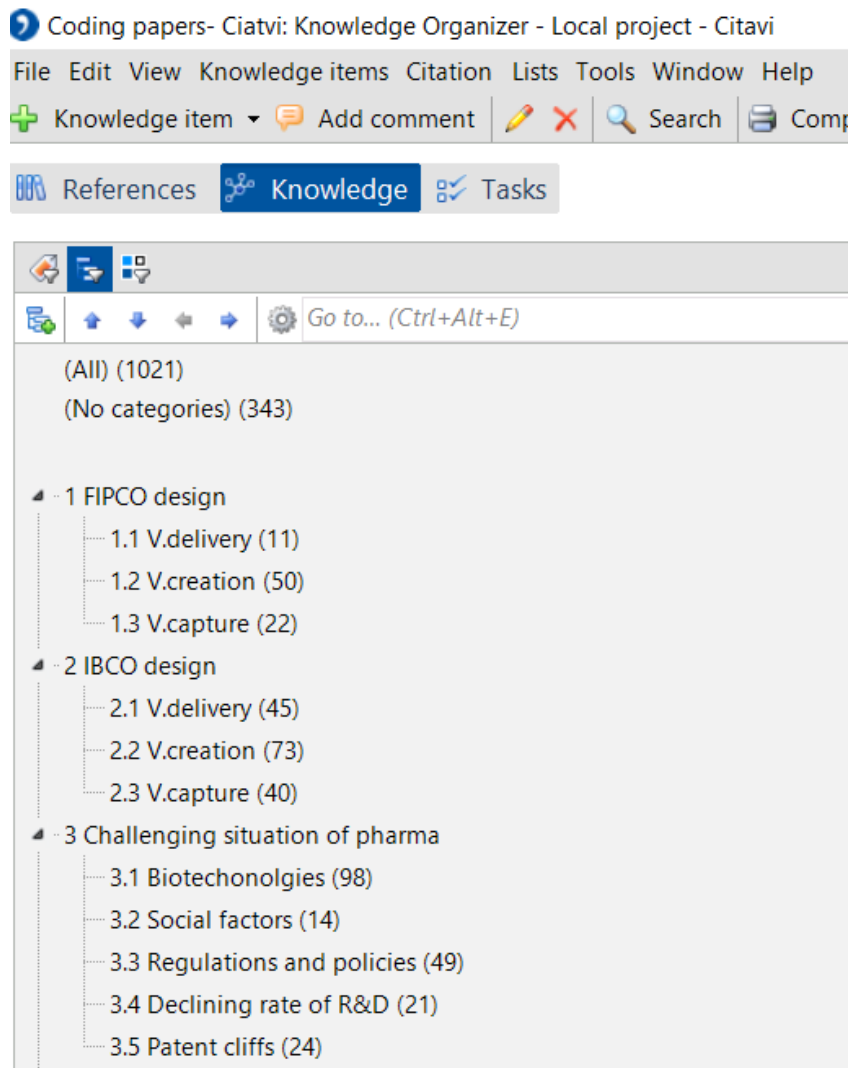 Coding papers- Ciatvi: Knowledge Organizer - Local project - Citavi
File Edit View Knowledge items Citation Lists Tools Window Help
Knowledge item Add comment Search Comp
References Knowledge Tasks
Go to... (Ctrl+Alt+E)
(All) (1021)
(No categories) (343)
1 FIPCO design
1.1 V.delivery (11)
1.2 V.creation (50)
1.3 V.capture (22)
2 IBCO design
2.1 V.delivery (45)
2.2 V.creation (73)
2.3 V.capture (40)
3 Challenging situation of pharma
3.1 Biotechonolgies (98)
3.2 Social factors (14)
3.3 Regulations and policies (49)
3.4 Declining rate of R&D (21)
3.5 Patent cliffs (24)